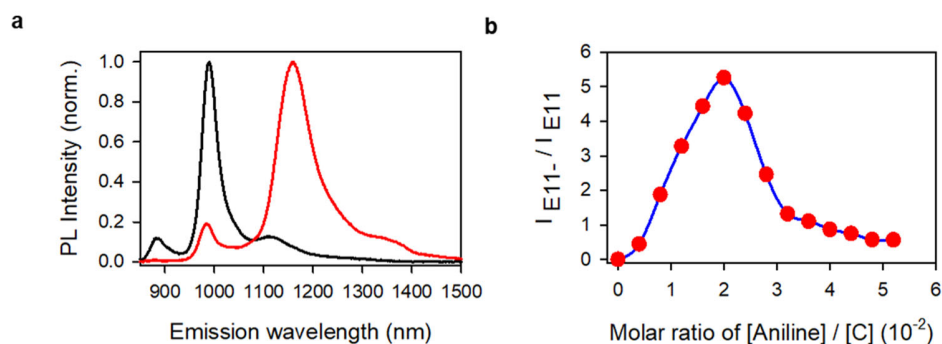 a
PL Intensity (norm.)
1.0
0.8
0.6
0.4
0.2
0.0
900 1000 1100 1200 1300 1400 1500
Emission wavelength (nm)
b
I E11- / I E11
6
5
4
3
2
1
0
0 1 2 3 4 5 6
Molar ratio of [Aniline] / [C] (10-2)